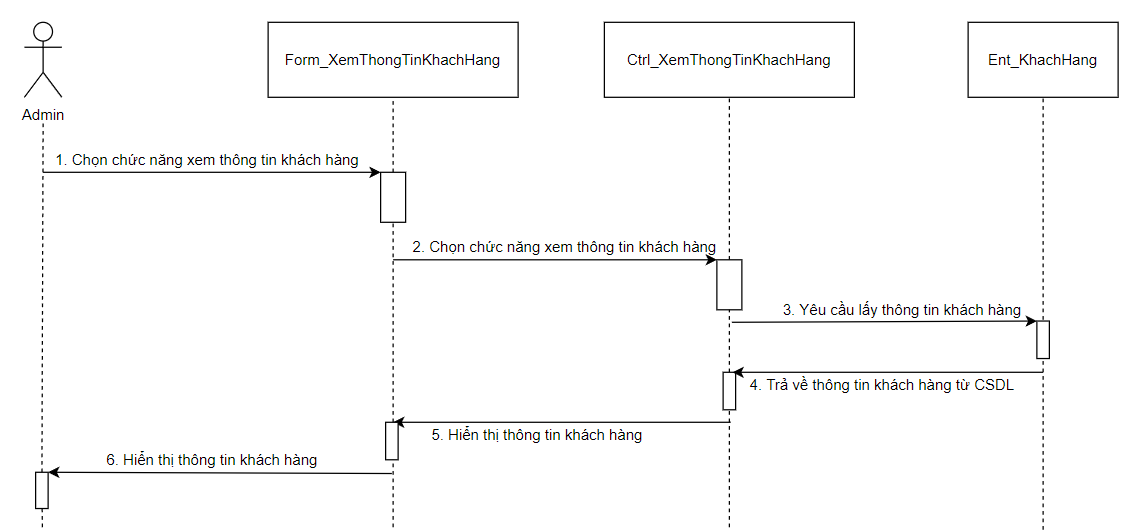 Form_XemThongTinKhachHang
Ctrl_XemThongTinKhachHang
Ent_KhachHang
Admin
1. Chọn chức năng xem thông tin khách hàng
2. Chọn chức năng xem thông tin khách hàng
3. Yêu cầu lấy thông tin khách hàng
4. Trả về thông tin khách hàng từ CSDL
5. Hiển thị thông tin khách hàng
6. Hiển thị thông tin khách hàng